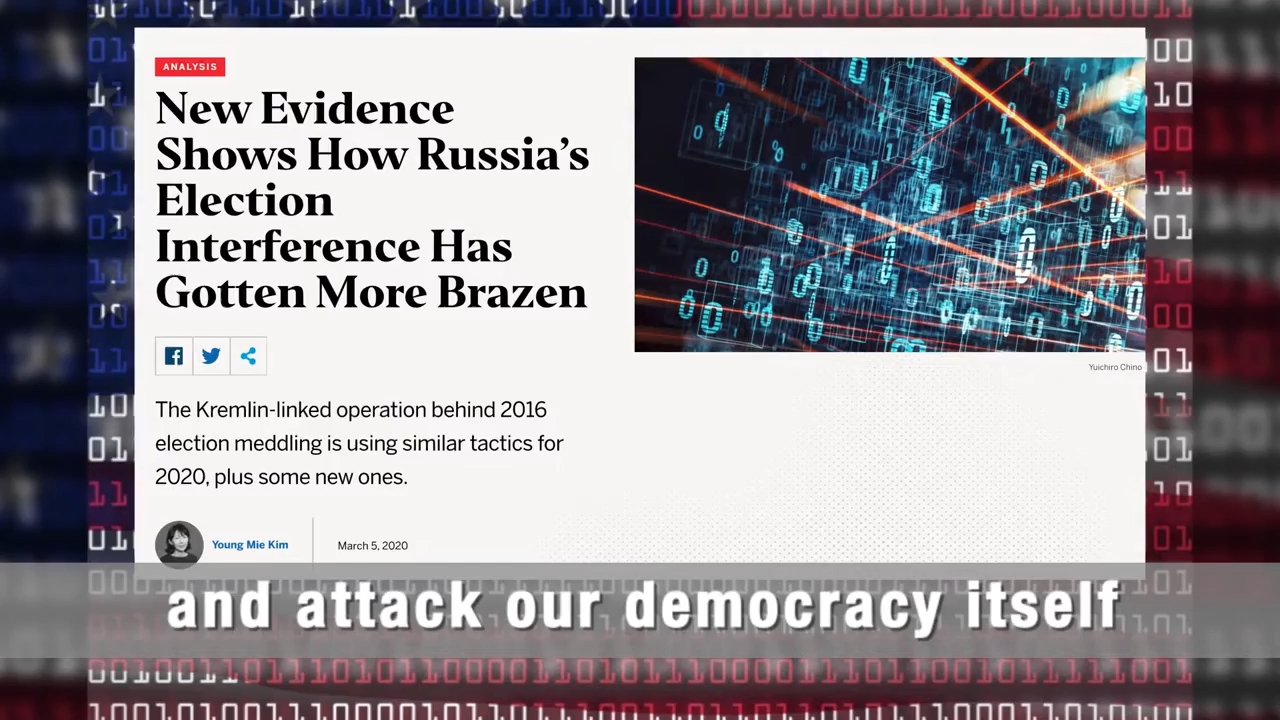 ANALYSIS
New Evidence
Shows How Russia’s
Election
Interference Has
Gotten More Brazen
Yuichiro Chino
The Kremlin-linked operation behind 2016
election meddling is using similar tactics for
2020, plus some new ones.
Young Mie Kim
March 5, 2020
and attack our democracy itself